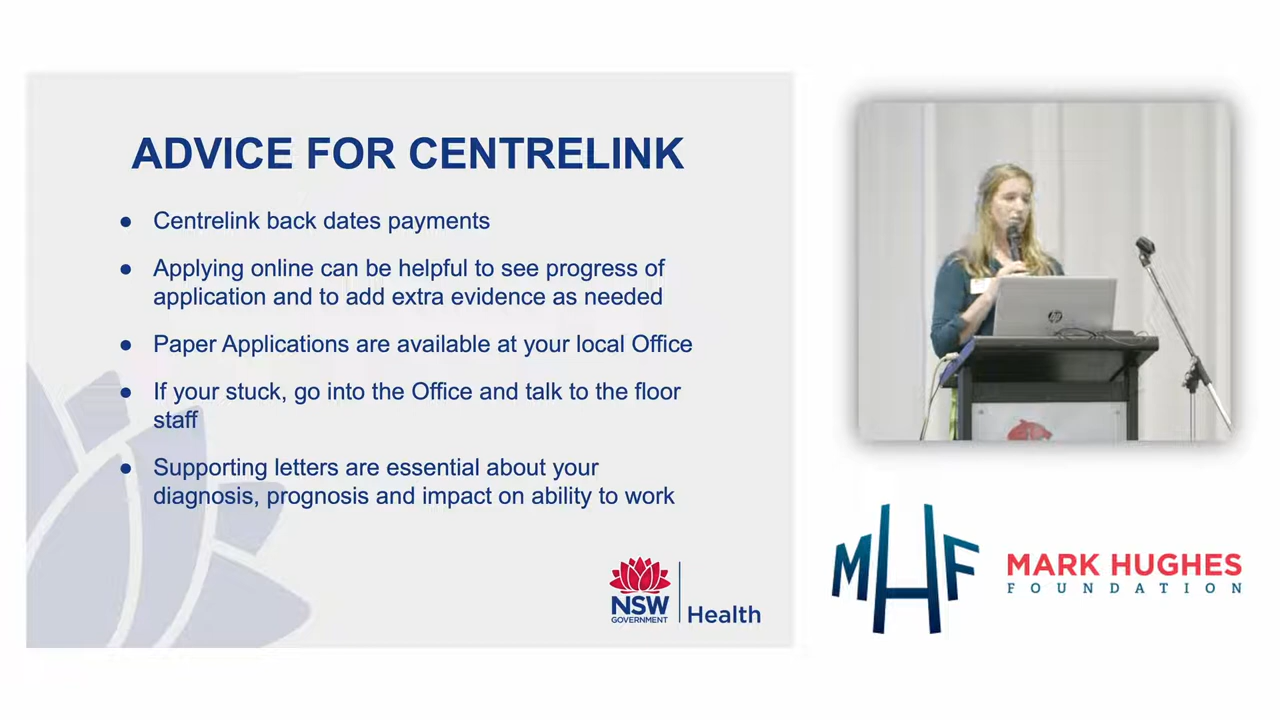 ADVICE FOR CENTRELINK
● Centrelink back dates payments
● Applying online can be helpful to see progress of
application and to add extra evidence as needed
● Paper Applications are available at your local Office
● If your stuck, go into the Office and talk to the floor
staff
● Supporting letters are essential about your
diagnosis, prognosis and impact on ability to work
NSW
GOVERNMENT
Health
hp
MHF
MARK HUGHES
FOUNDATION